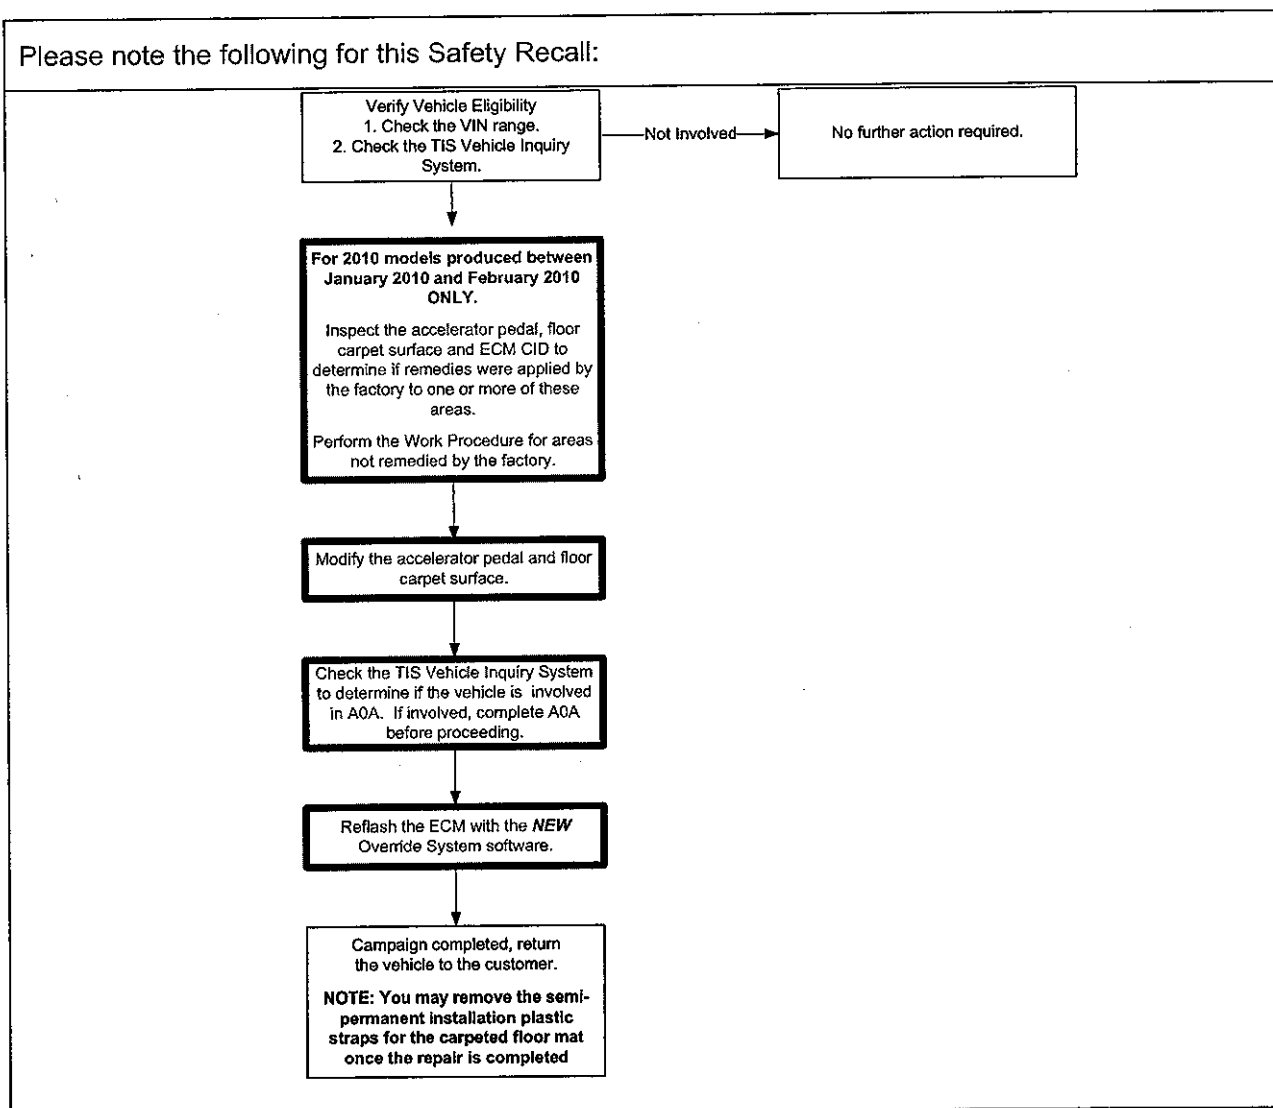 Please note the following for this Safety Recall:
Verify Vehicle Eligibility
1. Check the VIN range.
2. Check the TIS Vehicle Inquiry
System.
Not Involved
No further action required.
For 2010 models produced between
January 2010 and February 2010
ONLY.
Inspect the accelerator pedal, floor
carpet surface and ECM CID to
determine if remedies were applied by
the factory to one or more of these
areas.
Perform the Work Procedure for areas
not remedied by the factory.
Modify the accelerator pedal and floor
carpet surface.
Check the TIS Vehicle Inquiry System
to determine if the vehicle is involved
in A0A. If involved, complete A0A
before proceeding.
Reflash the ECM with the NEW
Override System software.
Campaign completed, return
the vehicle to the customer.
NOTE: You may remove the semi-
permanent installation plastic
straps for the carpeted floor mat
once the repair is completed